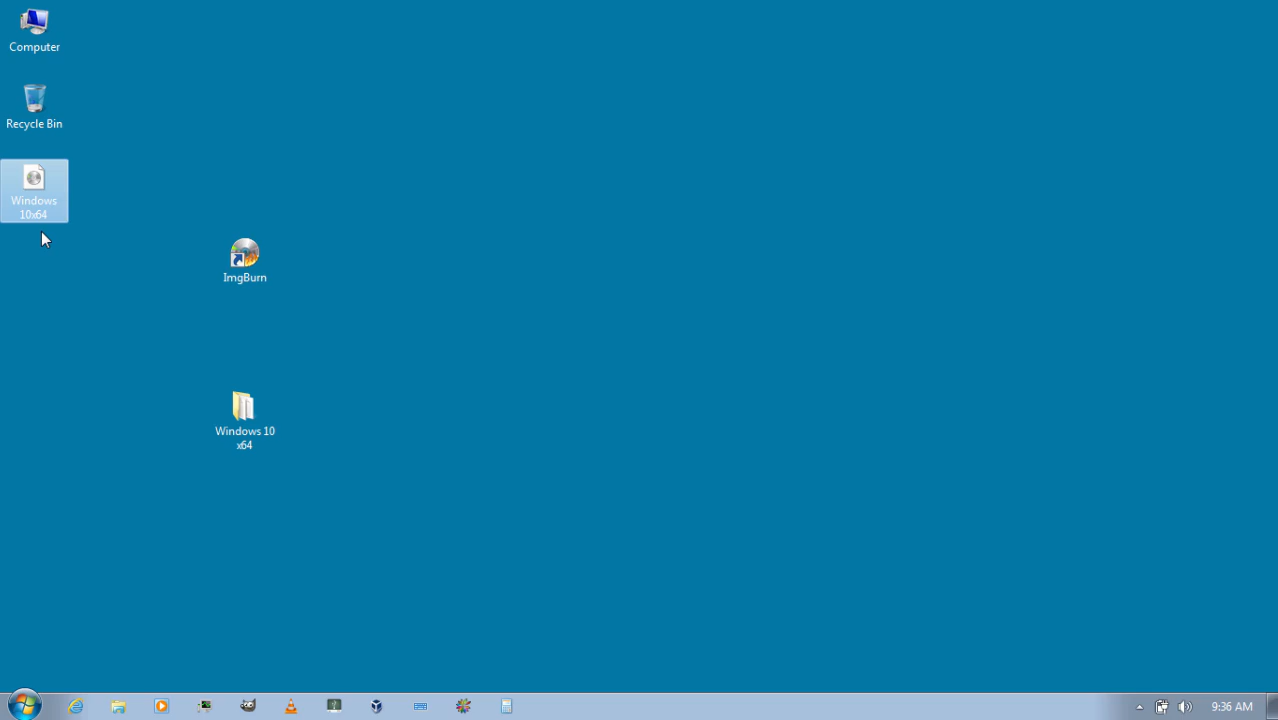 Computer
Recycle Bin
Windows
10x64
ImgBurn
Windows 10
x64
9:36 AM